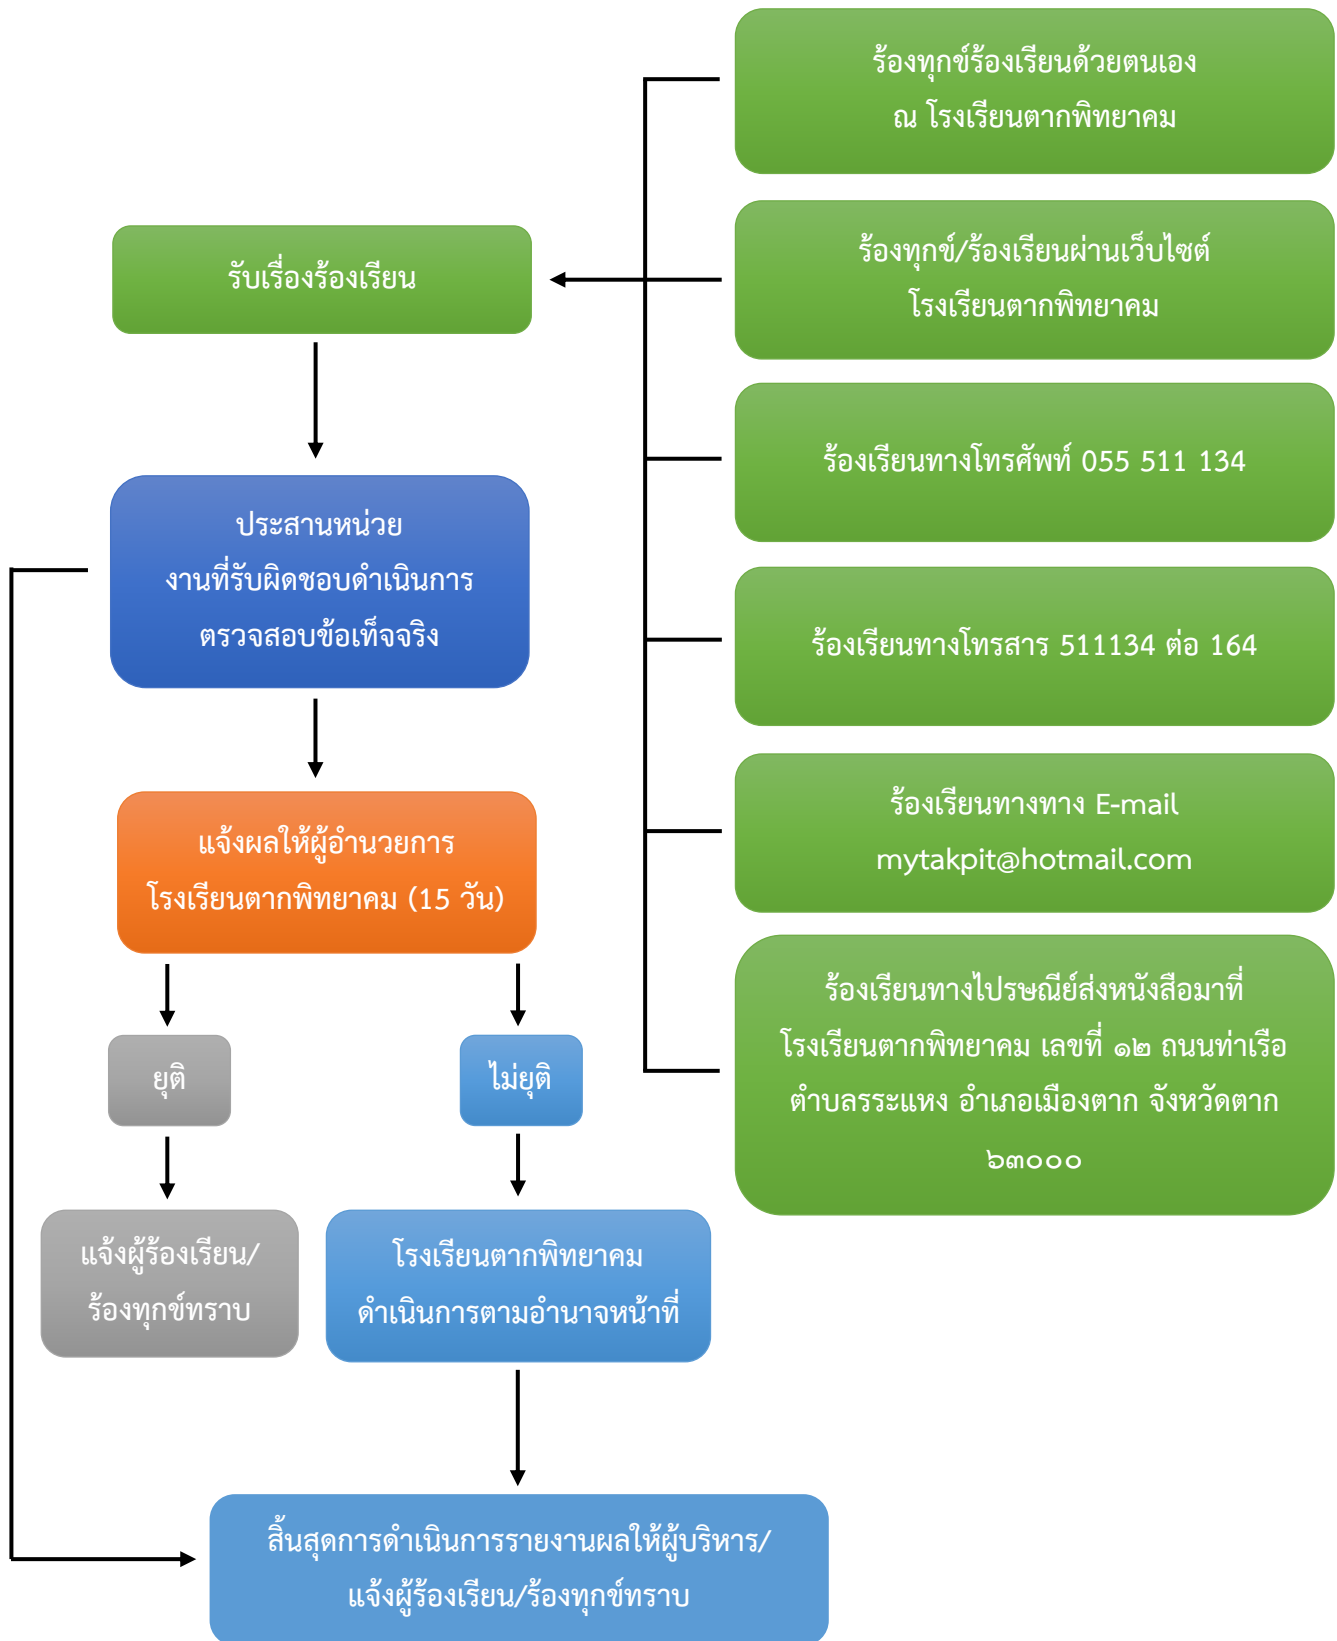 ร้องทุกข์ร้องเรียนด้วยตนเอง
ณ โรงเรียนตากพิทยาคม
ร้องทุกข์/ร้องเรียนผ่านเว็บไซต์
โรงเรียนตากพิทยาคม
รับเรื่องร้องเรียน
ร้องเรียนทางโทรศัพท์ 055 511 134
ประสานหน่วย
งานที่รับผิดชอบดำเนินการ
ตรวจสอบข้อเท็จจริง
ร้องเรียนทางโทรสาร 511134 ต่อ 164
ร้องเรียนทางทาง E-mail
mytakpit@hotmail.com
แจ้งผลให้ผู้อำนวยการ
โรงเรียนตากพิทยาคม (15 วัน)
ร้องเรียนทางไปรษณีย์ส่งหนังสือมาที่
โรงเรียนตากพิทยาคม เลขที่ ๑๒ ถนนท่าเรือ
ตำบลรระแหง อำเภอเมืองตาก จังหวัดตาก
๖๓๐๐๐
ยุติ
ไม่ยุติ
แจ้งผู้ร้องเรียน/
ร้องทุกข์ทราบ
โรงเรียนตากพิทยาคม
ดำเนินการตามอำนาจหน้าที่
สิ้นสุดการดำเนินการรายงานผลให้ผู้บริหาร/
แจ้งผู้ร้องเรียน/ร้องทุกข์ทราบ